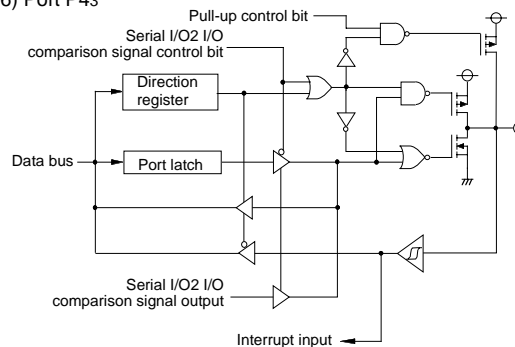 6) Port P43
Pull-up control bit
Serial I/O2 I/O
comparison signal control bit
Direction
register
Data bus
Port latch
Serial I/O2 I/O
comparison signal output
Interrupt input